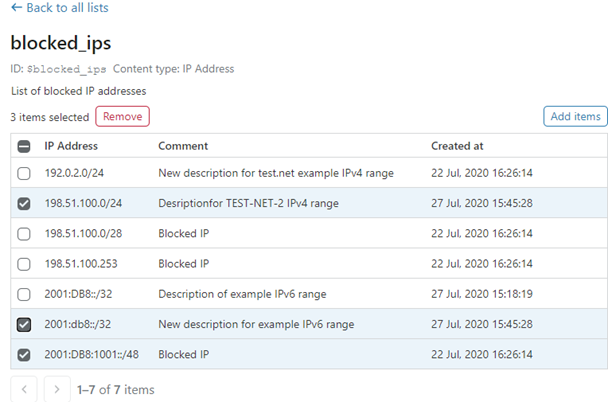 ← Back to all lists
blocked_ips
ID: $blocked_ips Content type: IP Address
List of blocked IP addresses
3 items selected Remove Add items
IP Address Comment Created at
192.0.2.0/24 New description for test.net example IPv4 range 22 Jul, 2020 16:26:14
198.51.100.0/24 Desriptionfor TEST-NET-2 IPv4 range 27 Jul, 2020 15:45:28
198.51.100.0/28 Blocked IP 22 Jul, 2020 16:26:14
198.51.100.253 Blocked IP 22 Jul, 2020 16:26:14
2001:DB8::/32 Description of example IPv6 range 27 Jul, 2020 15:18:19
2001:db8::/32 New description for example IPv6 range 27 Jul, 2020 15:45:28
2001:DB8:1001::/48 Blocked IP 22 Jul, 2020 16:26:14
< > 1–7 of 7 items